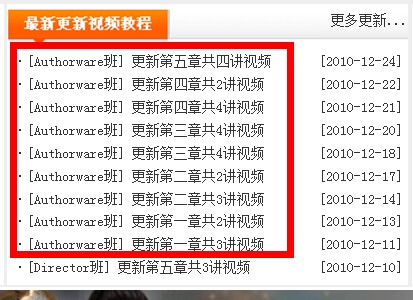 最新更新视频教程 更多更新...
· [Authorware班] 更新第五章共四讲视频 [2010-12-24]
· [Authorware班] 更新第四章共2讲视频 [2010-12-22]
· [Authorware班] 更新第四章共4讲视频 [2010-12-21]
· [Authorware班] 更新第三章共4讲视频 [2010-12-20]
· [Authorware班] 更新第三章共4讲视频 [2010-12-18]
· [Authorware班] 更新第二章共2讲视频 [2010-12-17]
· [Authorware班] 更新第二章共3讲视频 [2010-12-14]
· [Authorware班] 更新第一章共2讲视频 [2010-12-13]
· [Authorware班] 更新第一章共3讲视频 [2010-12-11]
· [Director班] 更新第五章共3讲视频 [2010-12-10]